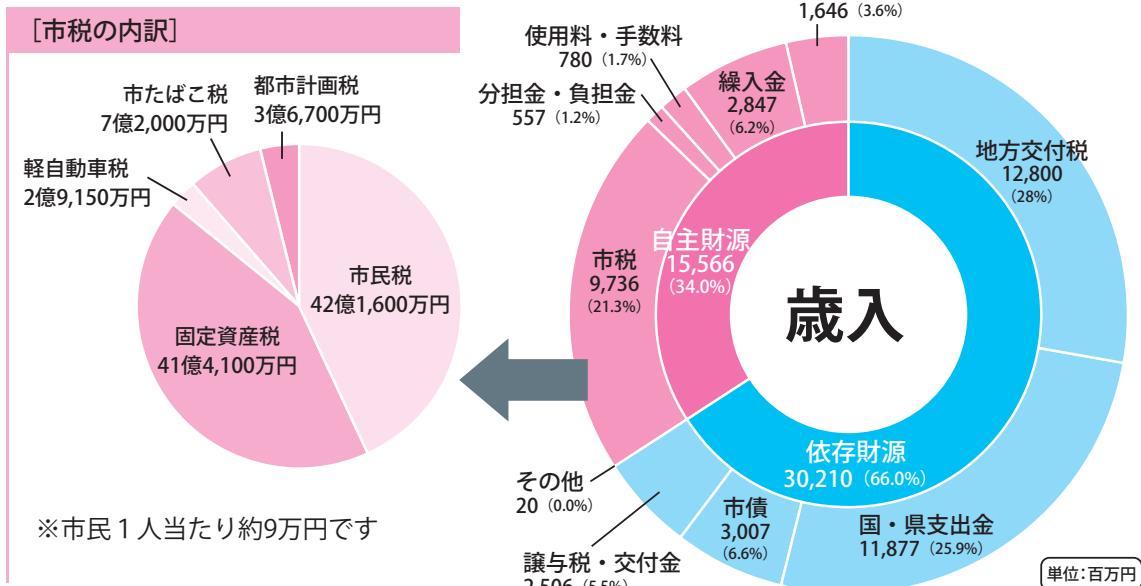 ［市税の内訳］
市たばこ税
7億2,000万円
都市計画税
3億6,700万円
軽自動車税
2億9,150万円
市民税
42億1,600万円
固定資産税
41億4,100万円
※市民１人当たり約9万円です
1,646（3.6%）
使用料・手数料
780（1.7%）
分担金・負担金
557（1.2%）
繰入金
2,847
(6.2%)
地方交付税
12,800
(28%)
市税
9,736
(21.3%)
自主財源
15,566
(34.0%)
歳入
依存財源
30,210（66.0%）
その他
20（0.0%）
譲与税・交付金
2,506（5.5%）
市債
3,007
(6.6%)
国・県支出金
11,877（25.9%）
単位：百万円